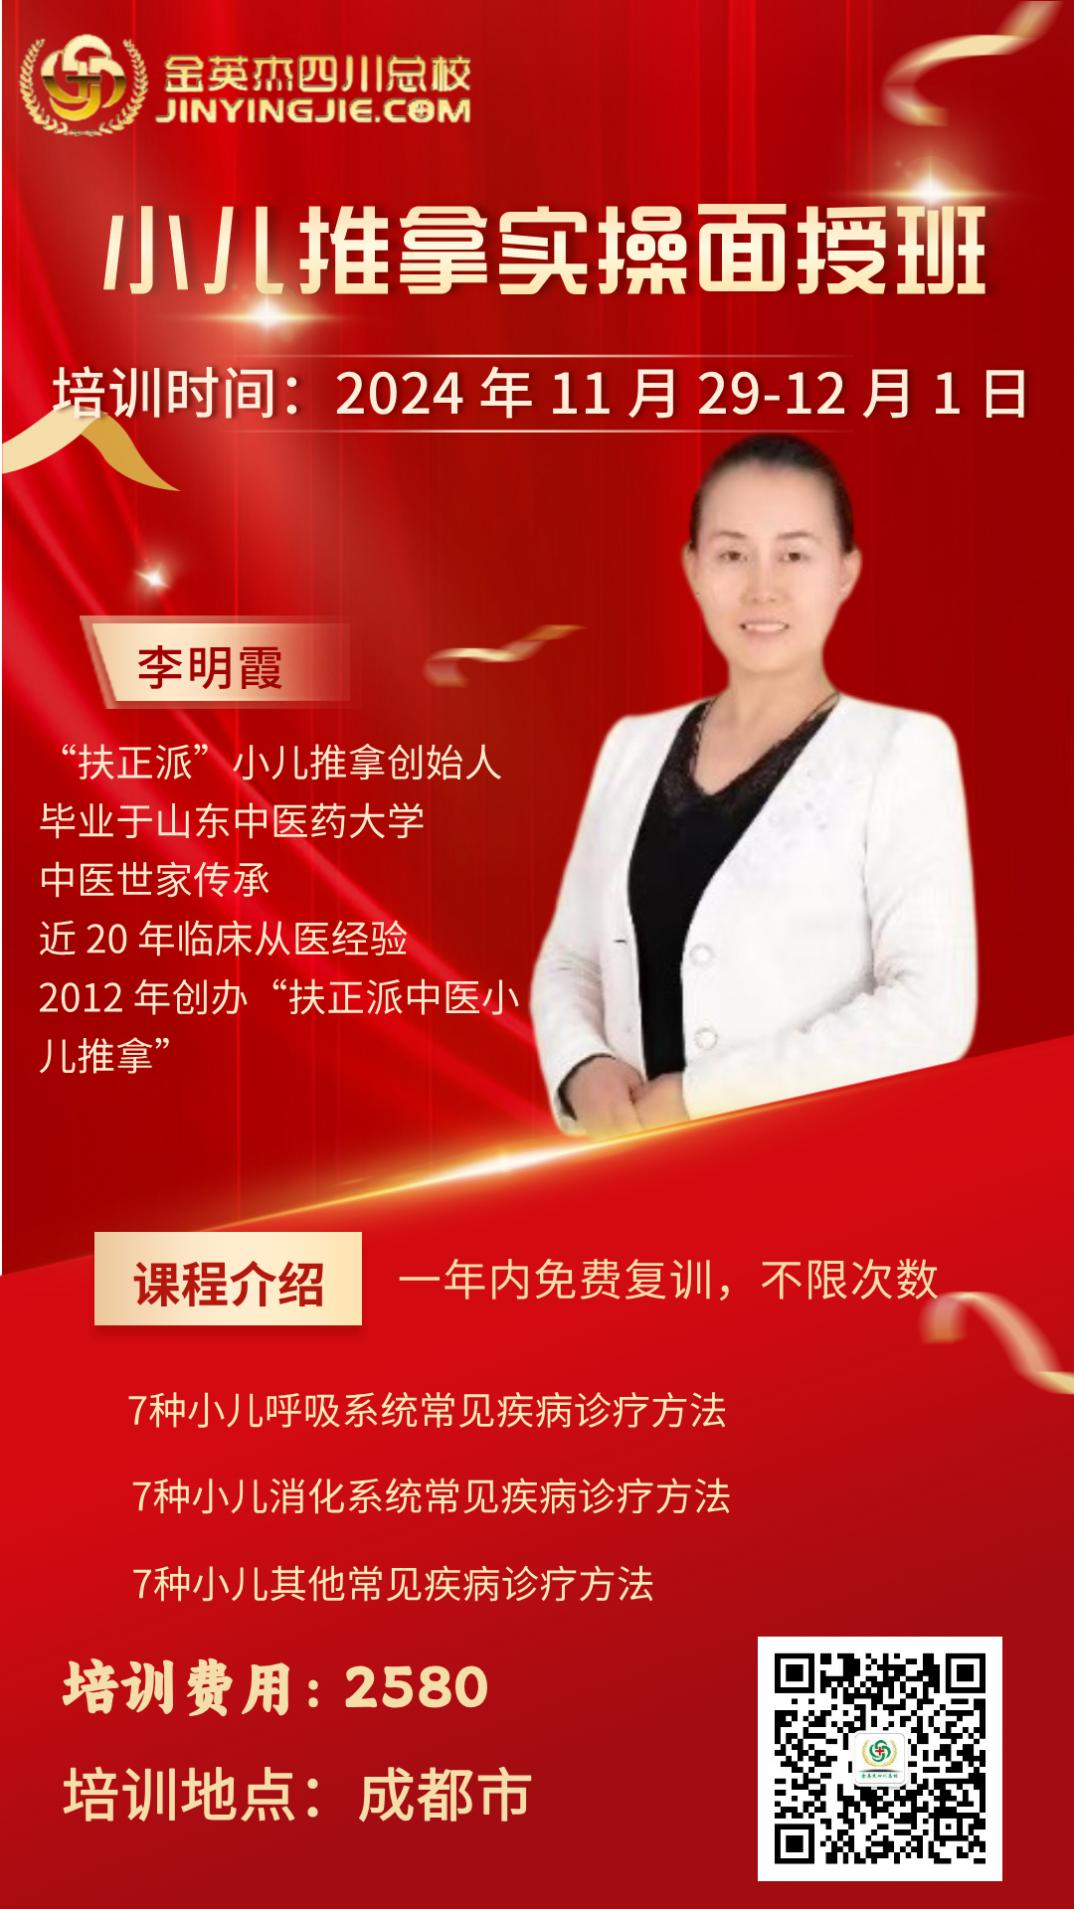 金英杰四川总校
JINYINGJIE.COM
小儿推拿实操面授班
培训时间：2024 年 11 月 29-12 月 1 日
李明霞
“扶正派”小儿推拿创始人
毕业于山东中医药大学
中医世家传承
近 20 年临床从医经验
2012 年创办“扶正派中医小
儿推拿”
课程介绍
一年内免费复训，不限次数
7种小儿呼吸系统常见疾病诊疗方法
7种小儿消化系统常见疾病诊疗方法
7种小儿其他常见疾病诊疗方法
培训费用：2580
培训地点：成都市
金英杰四川总校